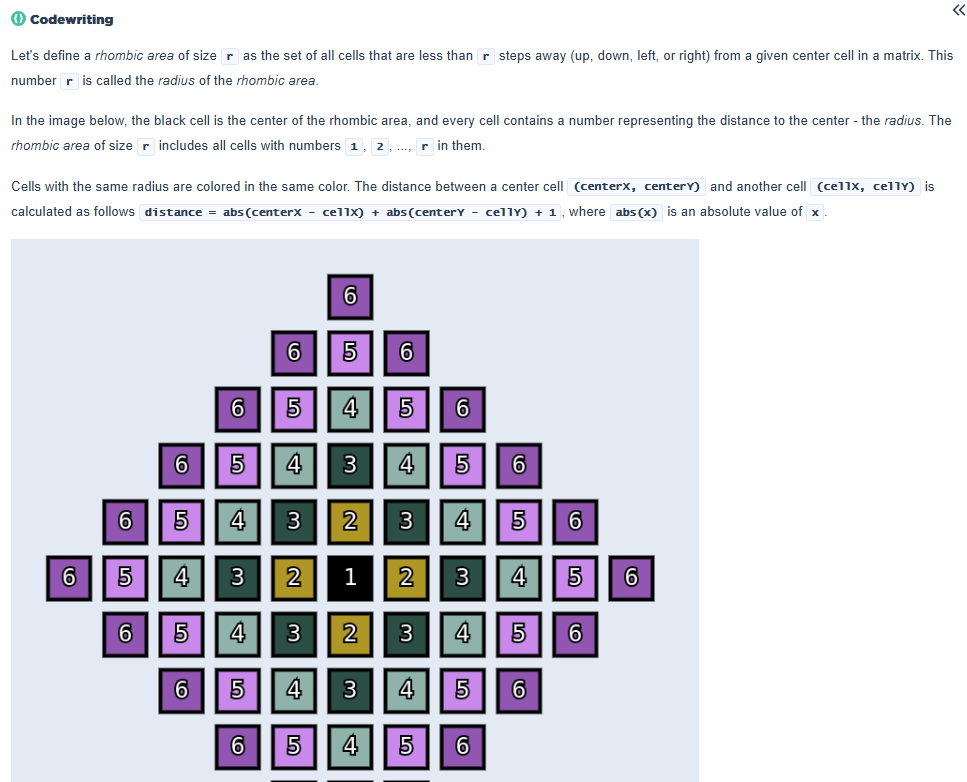 Codewriting
Let's define a rhombic area of size r as the set of all cells that are less than r steps away (up, down, left, or right) from a given center cell in a matrix. This
number r is called the radius of the rhombic area.
In the image below, the black cell is the center of the rhombic area, and every cell contains a number representing the distance to the center - the radius. The
rhombic area of size r includes all cells with numbers 1, 2, ..., r in them.
Cells with the same radius are colored in the same color. The distance between a center cell (centerX, centerY) and another cell (cellX, cellY) is
calculated as follows distance = abs(centerX - cellX) + abs(centerY - cellY) + 1, where abs(x) is an absolute value of x.
6
6 5 6
6 5 4 5 6
6 5 4 3 4 5 6
6 5 4 3 2 3 4 5 6
6 5 4 3 2 1 2 3 4 5 6
6 5 4 3 2 3 4 5 6
6 5 4 3 4 5 6
6 5 4 5 6